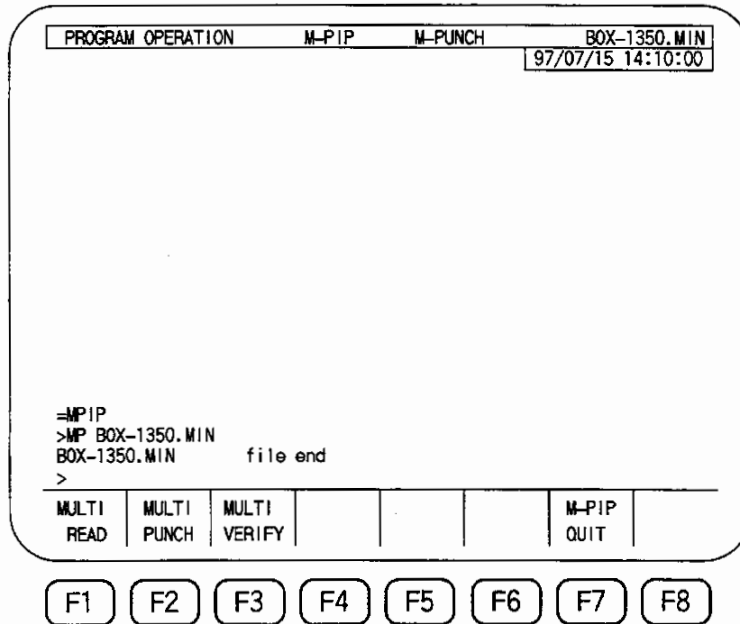 PROGRAM OPERATION M-PIP M-PUNCH BOX-1350.MIN
97/07/15 14:10:00
=MPIP
>MP BOX-1350.MIN
BOX-1350.MIN file end
>
MULTI MULTI MULTI M-PIP
READ PUNCH VERIFY QUIT
F1 F2 F3 F4 F5 F6 F7 F8